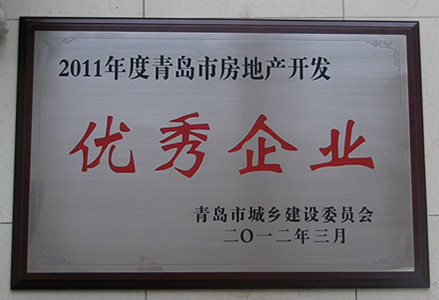 2011年度青岛市房地产开发
优秀企业
青岛市城乡建设委员会
二〇一二年三月